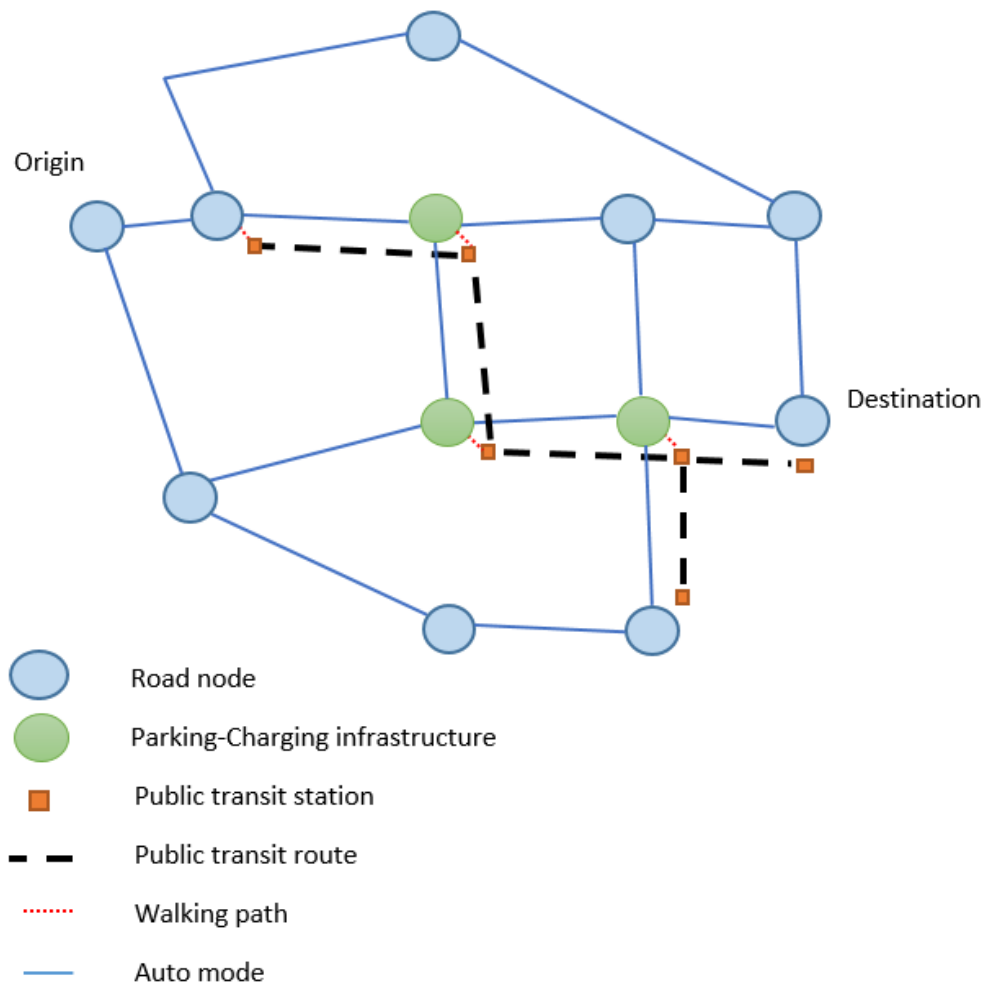 Origin
Destination
Road node
Parking-Charging infrastructure
Public transit station
Public transit route
Walking path
Auto mode